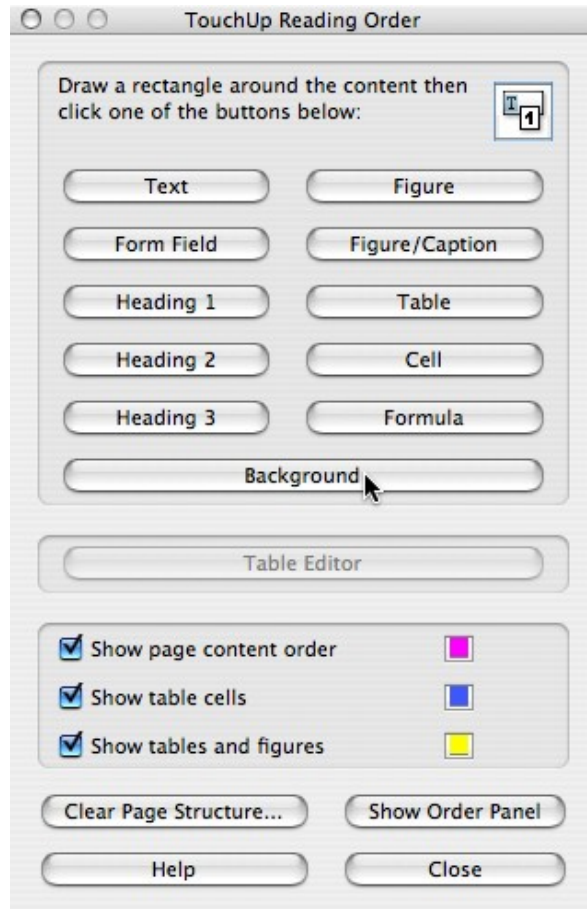 TouchUp Reading Order
Draw a rectangle around the content then
click one of the buttons below:
T
1
Text
Figure
Form Field
Figure/Caption
Heading 1
Table
Heading 2
Cell
Heading 3
Formula
Background
Table Editor
Show page content order
Show table cells
Show tables and figures
Clear Page Structure...
Show Order Panel
Help
Close